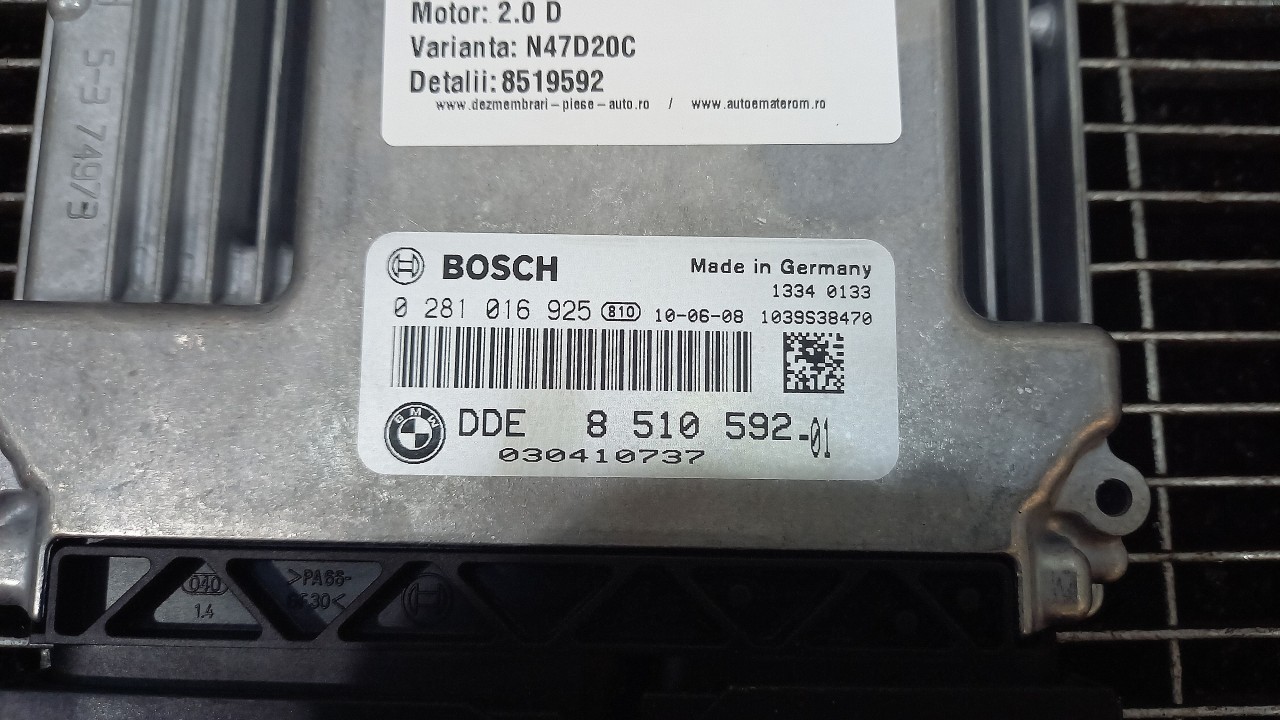 Motor: 2.0 D
Varianta: N47D20C
Detalii: 8519592
www.dezmembrari-piese-auto.ro / www.autoematerom.ro
5-3 74973
BOSCH
Made in Germany
1334 0133
0 281 016 925 810 10-06-08 1039S38470
BMW
DDE 8 510 592-01
030410737
040
1.4
>PA66-
GF30<